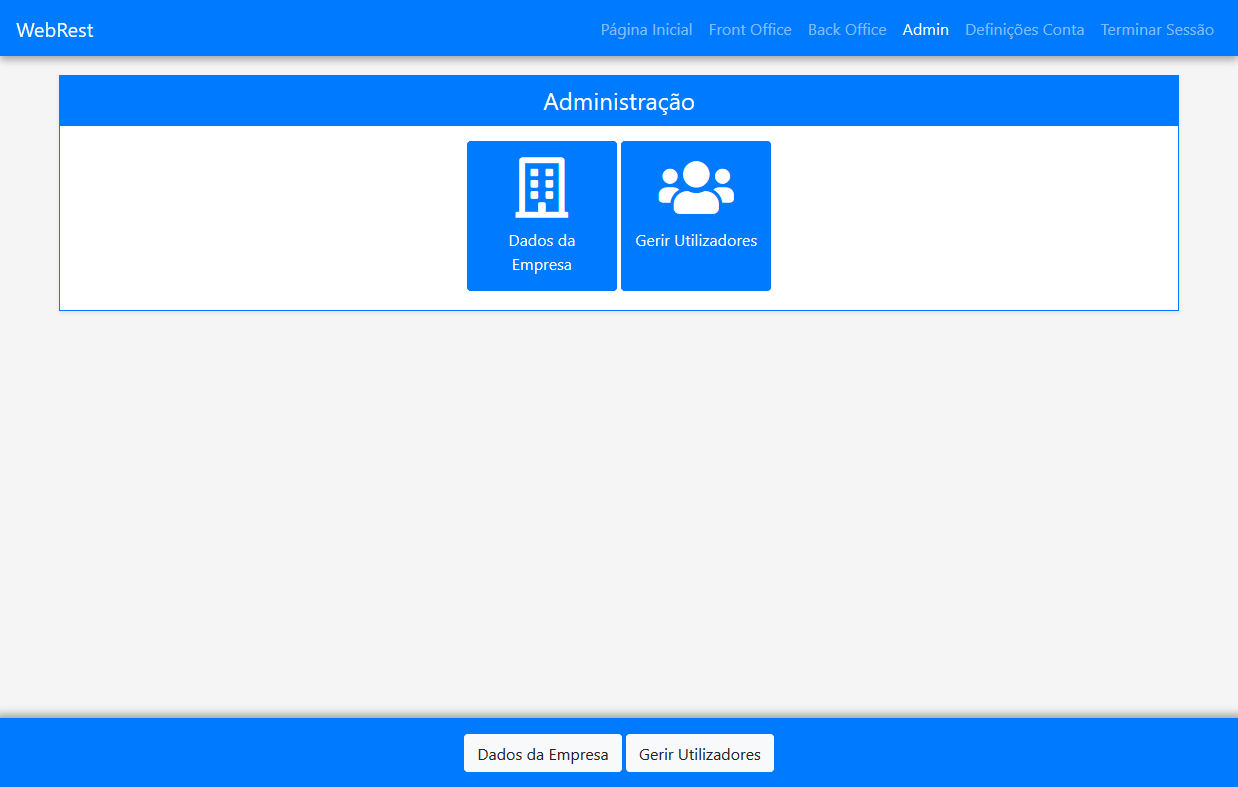 WebRest
Página Inicial Front Office Back Office Admin Definições Conta Terminar Sessão
Administração
Dados da
Empresa
Gerir Utilizadores
Dados da Empresa
Gerir Utilizadores